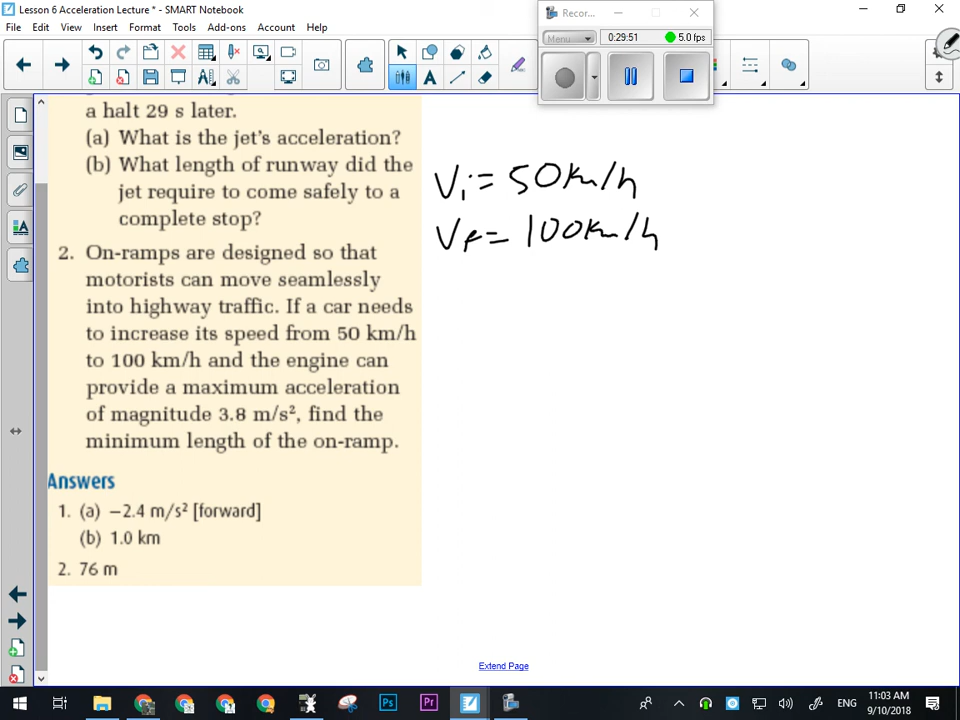 Lesson 6 Acceleration Lecture * - SMART Notebook
File Edit View Insert Format Tools Add-ons Account Help
Recor...
Menu
0:29:51
5.0 fps
a halt 29 s later.
(a) What is the jet's acceleration?
(b) What length of runway did the
jet require to come safely to a
complete stop?
2. On-ramps are designed so that
motorists can move seamlessly
into highway traffic. If a car needs
to increase its speed from 50 km/h
to 100 km/h and the engine can
provide a maximum acceleration
of magnitude 3.8 m/s², find the
minimum length of the on-ramp.
Answers
1. (a) −2.4 m/s² [forward]
(b) 1.0 km
2. 76 m
Vi = 50km/h
Vf = 100km/h
Extend Page
Ps
Pr
ENG
11:03 AM
9/10/2018